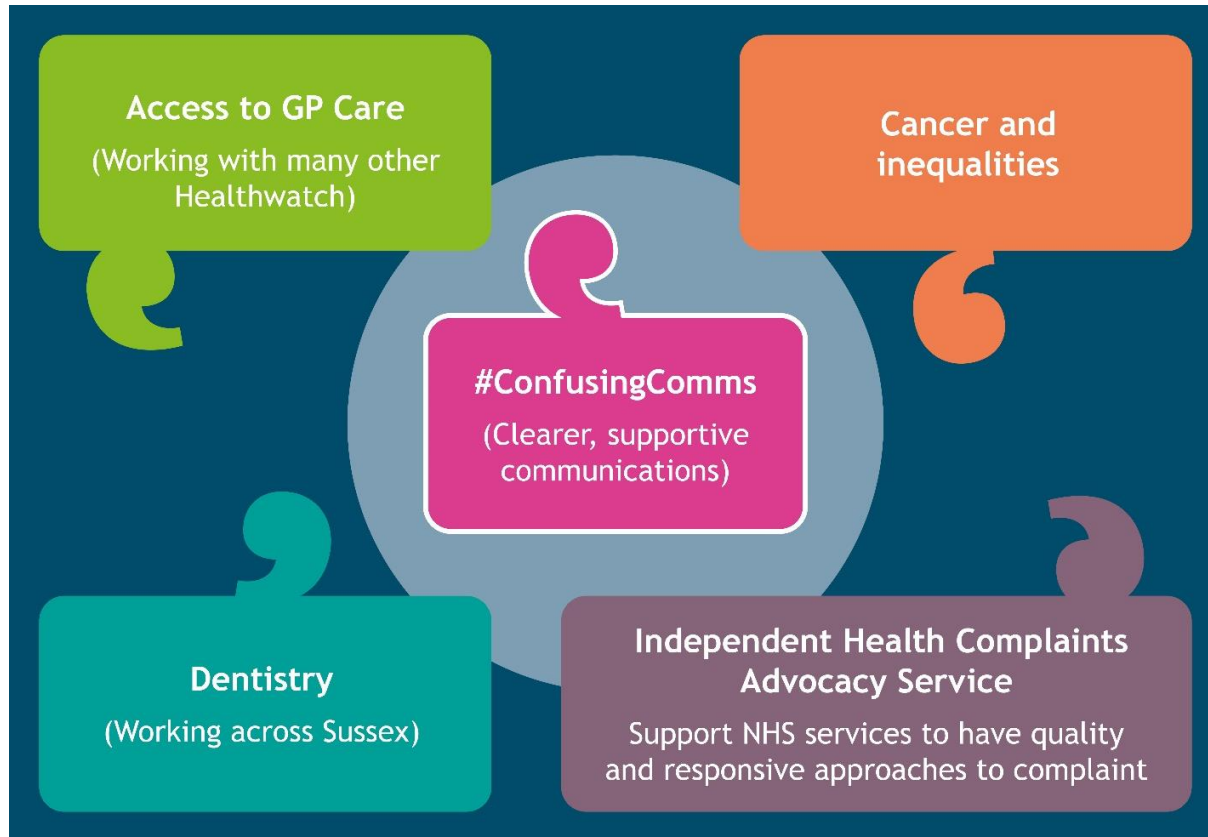 Access to GP Care
(Working with many other
Healthwatch)
Cancer and
inequalities
#ConfusingComms
(Clearer, supportive
communications)
Dentistry
(Working across Sussex)
Independent Health Complaints
Advocacy Service
Support NHS services to have quality
and responsive approaches to complaint